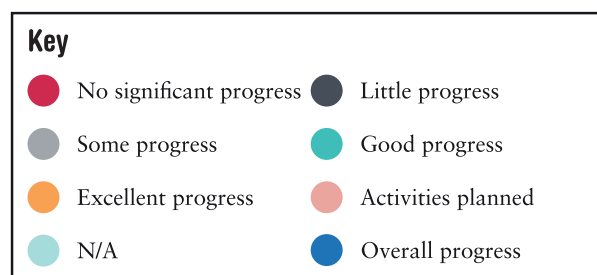 Key
No significant progress
Little progress
Some progress
Good progress
Excellent progress
Activities planned
N/A
Overall progress